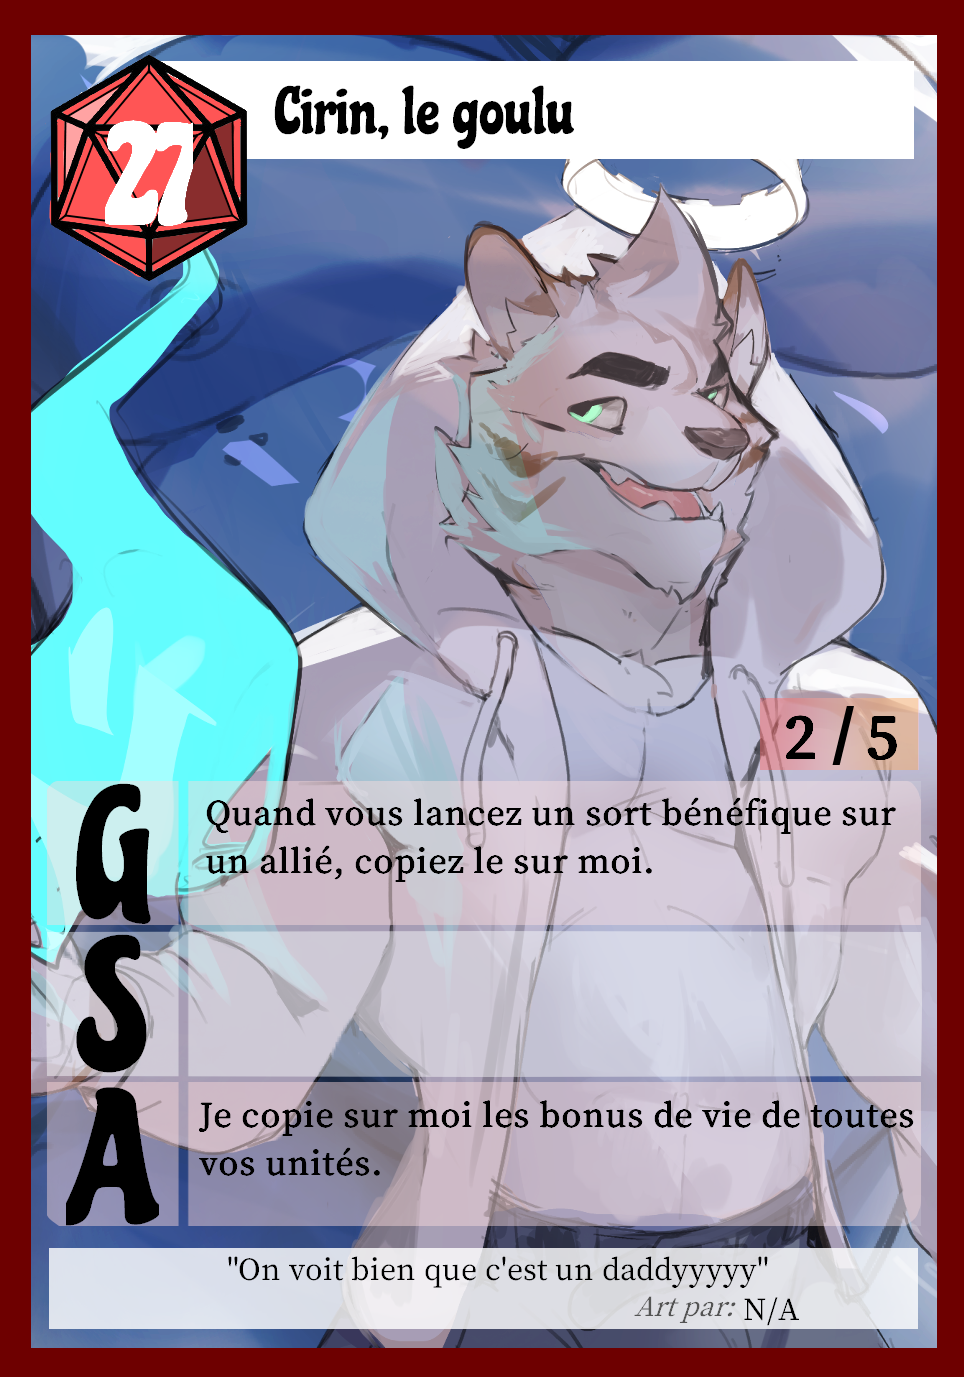 27
Cirin, le goulu
2/5
G
Quand vous lancez un sort bénéfique sur
un allié, copiez le sur moi.
S
A
Je copie sur moi les bonus de vie de toutes
vos unités.
"On voit bien que c'est un daddyyyyy"
Art par: N/A